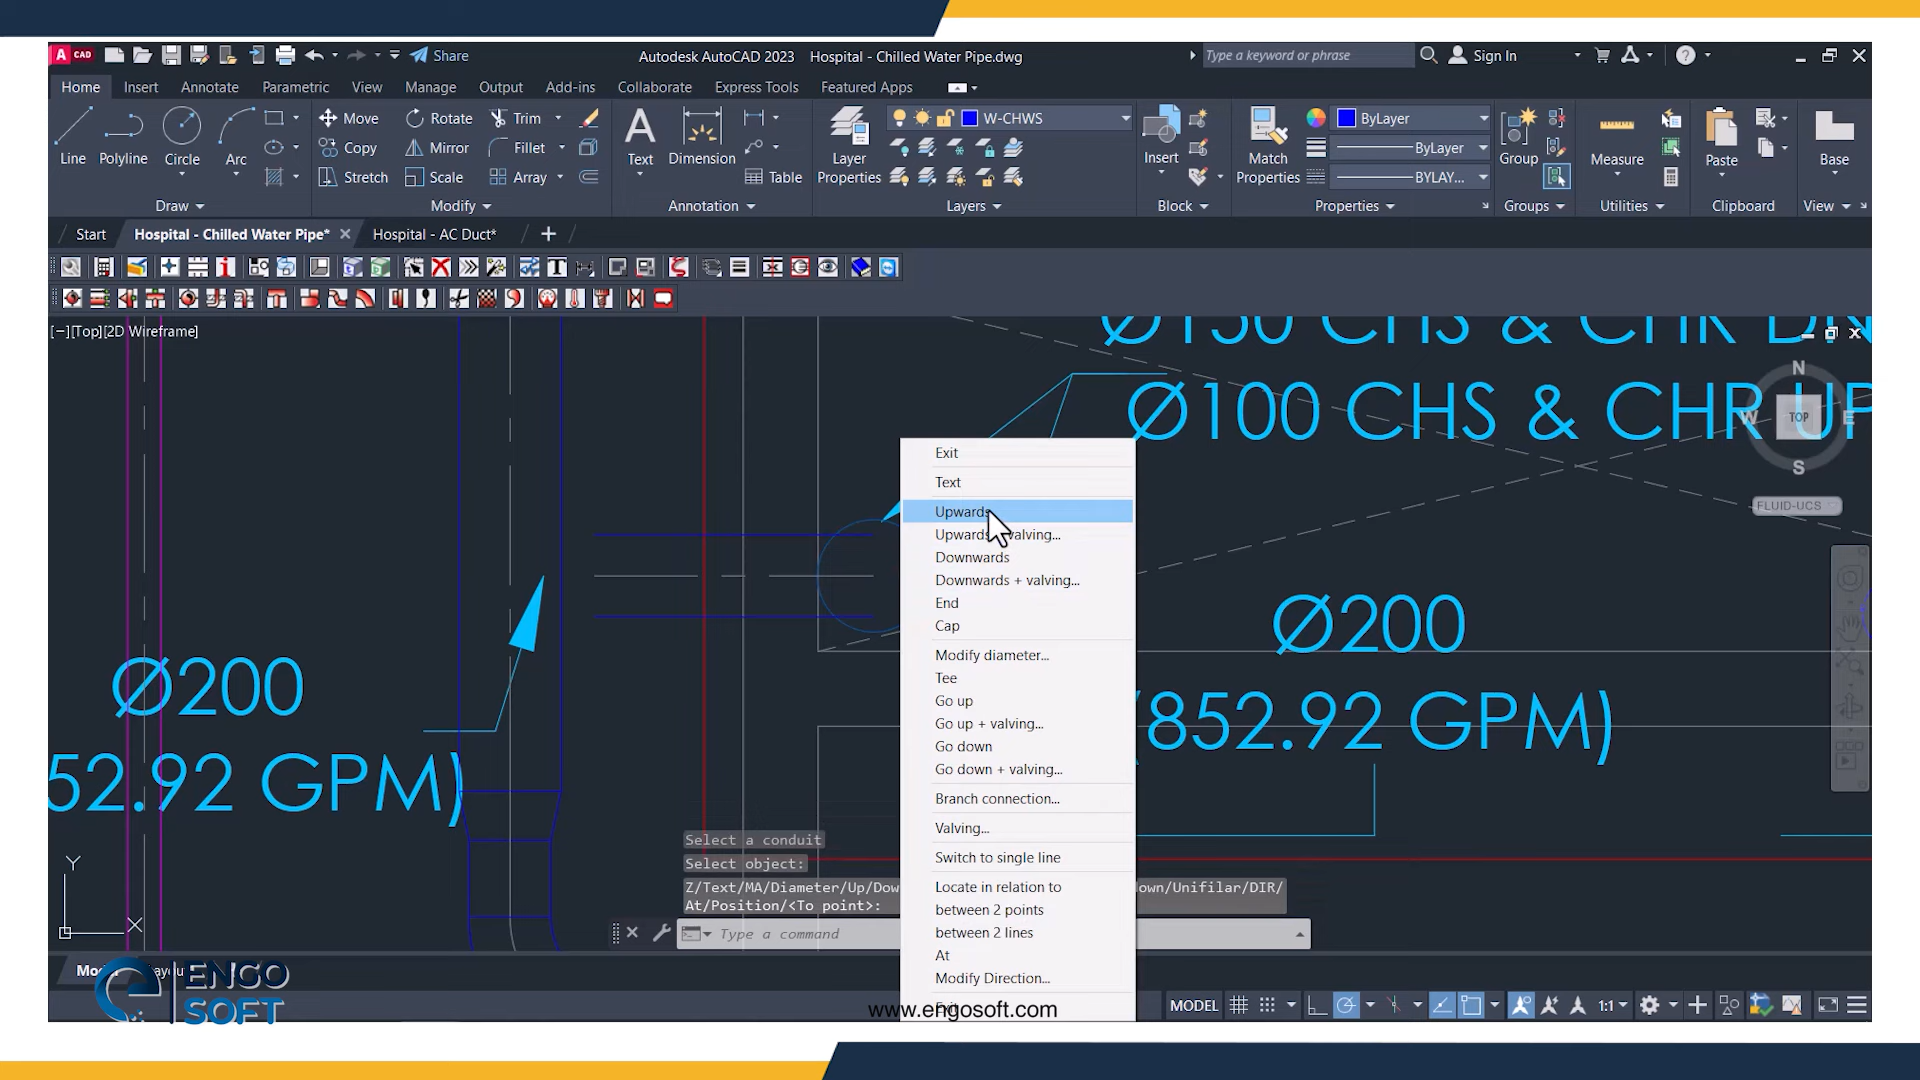 CAD
Share
Autodesk AutoCAD 2023 Hospital - Chilled Water Pipe.dwg
Type a keyword or phrase
Sign In
Home Insert Annotate Parametric View Manage Output Add-ins Collaborate Express Tools Featured Apps
Line Polyline Circle Arc
Move Rotate Trim
Copy Mirror Fillet
Stretch Scale Array
Text Dimension Table
Layer Properties
W-CHWS
Insert
Match Properties
ByLayer
ByLayer
BYLAY...
Group Measure Paste Base
Draw Modify Annotation Layers Block Properties Groups Utilities Clipboard View
Start Hospital - Chilled Water Pipe* Hospital - AC Duct*
[−][Top][2D Wireframe]
Ø150 CHS & CHR DN
Ø100 CHS & CHR UP
N
W TOP E
S
FLUID-UCS
Exit
Text
Upwards
Upwards valving...
Downwards
Downwards + valving...
End
Cap
Modify diameter...
Tee
Go up
Go up + valving...
Go down
Go down + valving...
Branch connection...
Valving...
Switch to single line
Locate in relation to
between 2 points
between 2 lines
At
Modify Direction...
Exit
Ø200
52.92 GPM)
Ø200
(852.92 GPM)
Y
X
Select a conduit
Select object:
Z/Text/MA/Diameter/Up/Dow own/Unifilar/DIR/
At/Position/<To point>:
Type a command
ENGO
SOFT
www.engosoft.com
MODEL 1:1